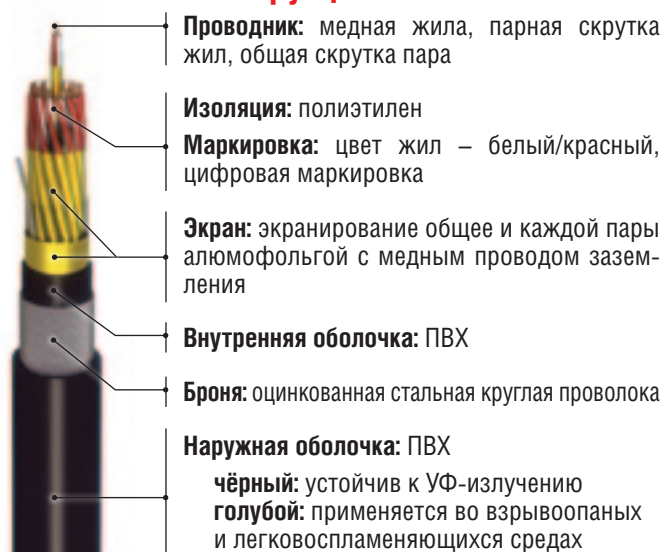 Проводник: медная жила, парная скрутка
жил, общая скрутка пара
Изоляция: полиэтилен
Маркировка: цвет жил – белый/красный,
цифровая маркировка
Экран: экранирование общее и каждой пары
алюмофольгой с медным проводом зазем-
ления
Внутренняя оболочка: ПВХ
Броня: оцинкованная стальная круглая проволока
Наружная оболочка: ПВХ
чёрный: устойчив к УФ-излучению
голубой: применяется во взрывоопаных
и легковоспламеняющихся средах